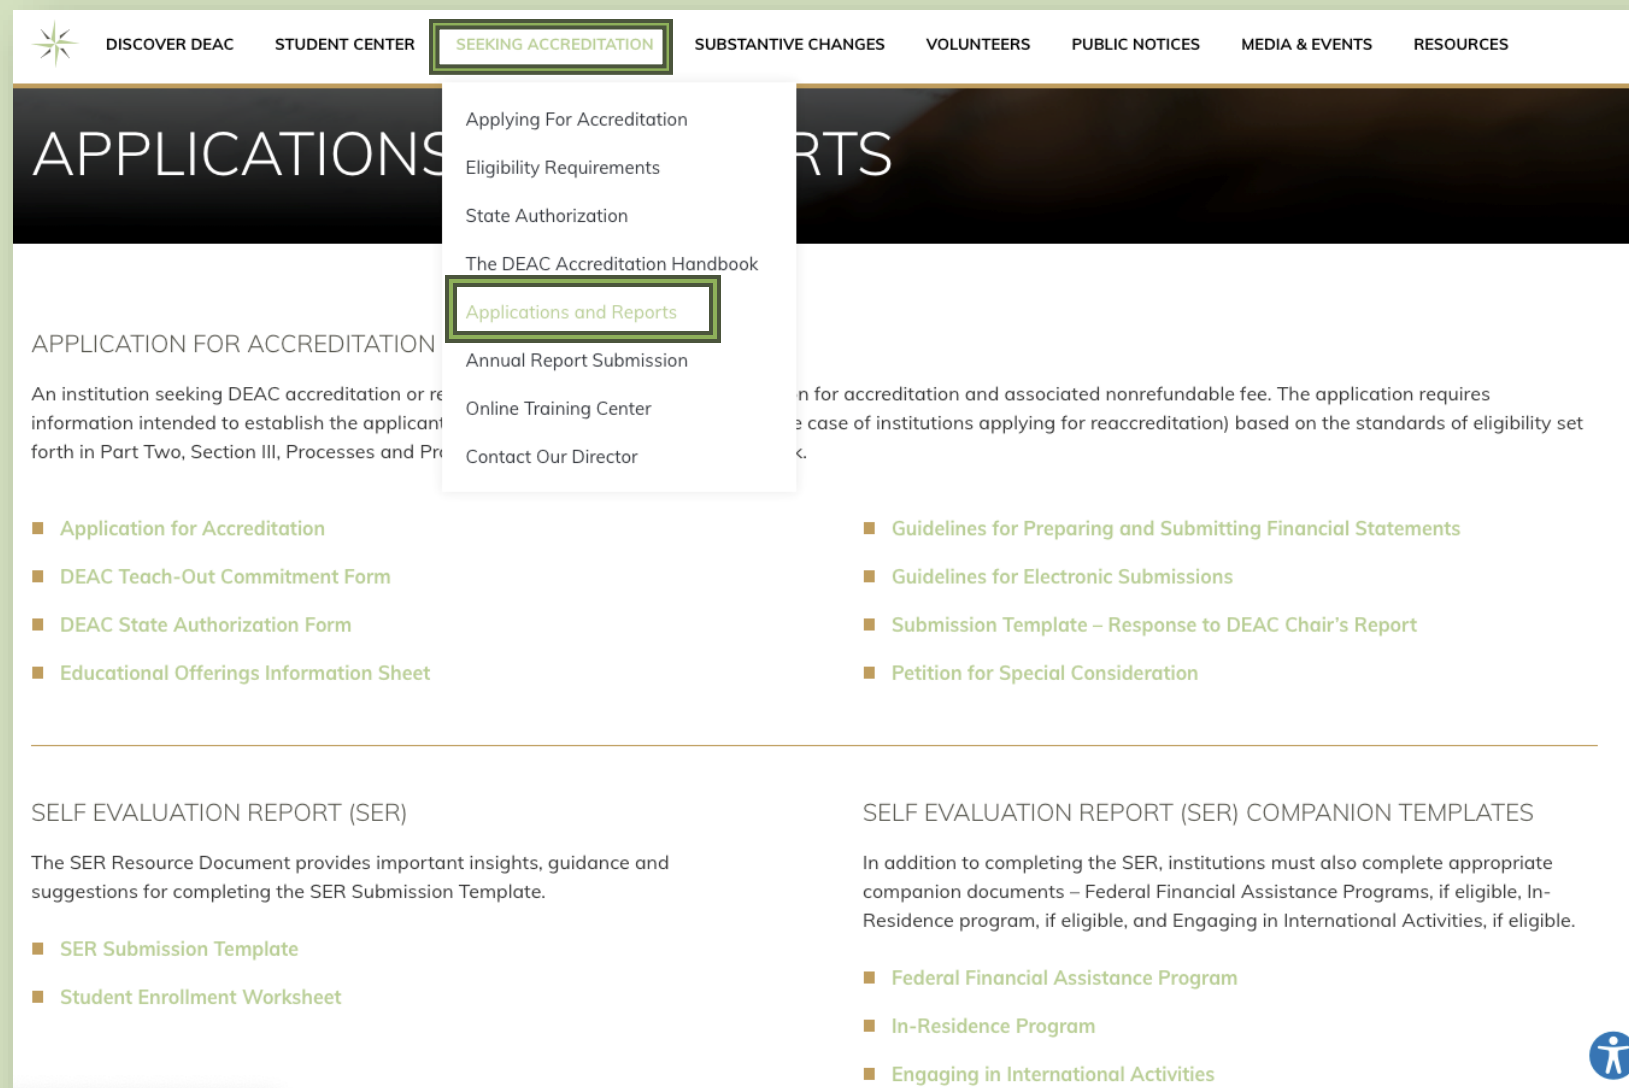 DISCOVER DEAC STUDENT CENTER SEEKING ACCREDITATION SUBSTANTIVE CHANGES VOLUNTEERS PUBLIC NOTICES MEDIA & EVENTS RESOURCES
Applying For Accreditation
Eligibility Requirements
State Authorization
The DEAC Accreditation Handbook
Applications and Reports
Annual Report Submission
Online Training Center
Contact Our Director
APPLICATIONS
APPLICATION FOR ACCREDITATION
An institution seeking DEAC accreditation or for accreditation and associated nonrefundable fee. The application requires
information intended to establish the case of institutions applying for reaccreditation) based on the standards of eligibility set
forth in Part Two, Section III, Processes and
Application for Accreditation
DEAC Teach-Out Commitment Form
DEAC State Authorization Form
Educational Offerings Information Sheet
Guidelines for Preparing and Submitting Financial Statements
Guidelines for Electronic Submissions
Submission Template – Response to DEAC Chair’s Report
Petition for Special Consideration
SELF EVALUATION REPORT (SER)
The SER Resource Document provides important insights, guidance and
suggestions for completing the SER Submission Template.
SER Submission Template
Student Enrollment Worksheet
SELF EVALUATION REPORT (SER) COMPANION TEMPLATES
In addition to completing the SER, institutions must also complete appropriate
companion documents – Federal Financial Assistance Programs, if eligible, In-
Residence program, if eligible, and Engaging in International Activities, if eligible.
Federal Financial Assistance Program
In-Residence Program
Engaging in International Activities